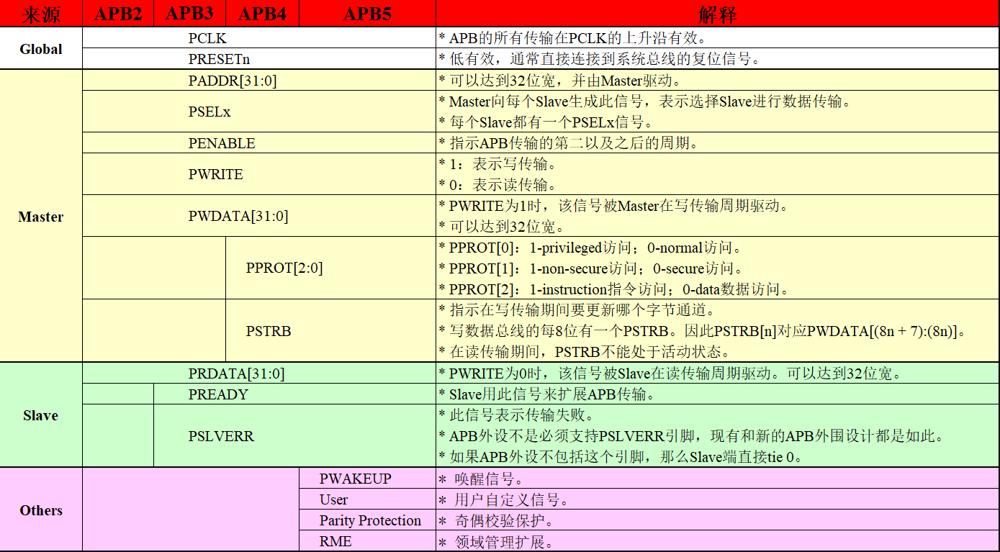 来源 APB2 APB3 APB4 APB5 解释
Global
PCLK
* APB的所有传输在PCLK的上升沿有效。
PRESETn
* 低有效，通常直接连接到系统总线的复位信号。
Master
PADDR[31:0]
* 可以达到32位宽，并由Master驱动。
PSELx
* Master向每个Slave生成此信号，表示选择Slave进行数据传输。
* 每个Slave都有一个PSELx信号。
PENABLE
* 指示APB传输的第二以及之后的周期。
PWRITE
* 1：表示写传输。
* 0：表示读传输。
PWDATA[31:0]
* PWRITE为1时，该信号被Master在写传输周期驱动。
* 可以达到32位宽。
PPROT[2:0]
* PPROT[0]：1-privileged访问；0-normal访问。
* PPROT[1]：1-non-secure访问；0-secure访问。
* PPROT[2]：1-instruction指令访问；0-data数据访问。
PSTRB
* 指示在写传输期间要更新哪个字节通道。
* 写数据总线的每8位有一个PSTRB。因此PSTRB[n]对应PWDATA[(8n + 7):(8n)]。
* 在读传输期间，PSTRB不能处于活动状态。
Slave
PRDATA[31:0]
* PWRITE为0时，该信号被Slave在读传输周期驱动。可以达到32位宽。
PREADY
* Slave用此信号来扩展APB传输。
PSLVERR
* 此信号表示传输失败。
* APB外设不是必须支持PSLVERR引脚，现有和新的APB外围设计都是如此。
* 如果APB外设不包括这个引脚，那么Slave端直接tie 0。
Others
PWAKEUP
* 唤醒信号。
User
* 用户自定义信号。
Parity Protection
* 奇偶校验保护。
RME
* 领域管理扩展。